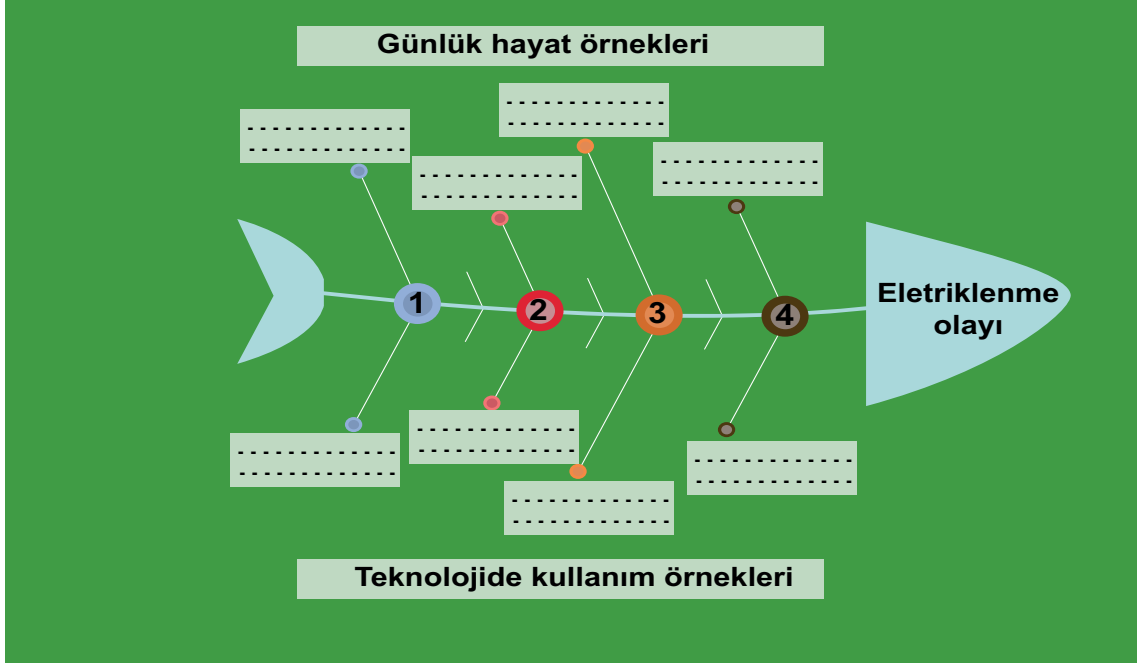 Günlük hayat örnekleri
- - - - - - - - - - - - -
- - - - - - - - - - - - -
- - - - - - - - - - - - -
- - - - - - - - - - - - -
- - - - - - - - - - - - -
- - - - - - - - - - - - -
- - - - - - - - - - - - -
- - - - - - - - - - - - -
1
2
3
4
Eletriklenme
olayı
- - - - - - - - - - - - -
- - - - - - - - - - - - -
- - - - - - - - - - - - -
- - - - - - - - - - - - -
- - - - - - - - - - - - -
- - - - - - - - - - - - -
- - - - - - - - - - - - -
- - - - - - - - - - - - -
Teknolojide kullanım örnekleri